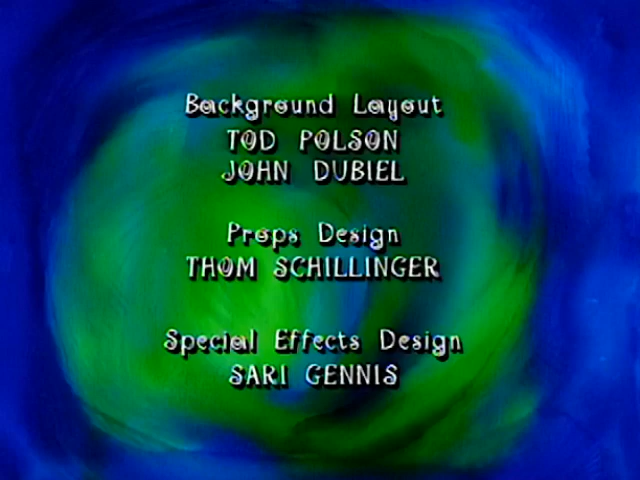 Background Layout
TOD POLSON
JOHN DUBIEL
Props Design
THOM SCHILLINGER
Special Effects Design
SARI GENNIS